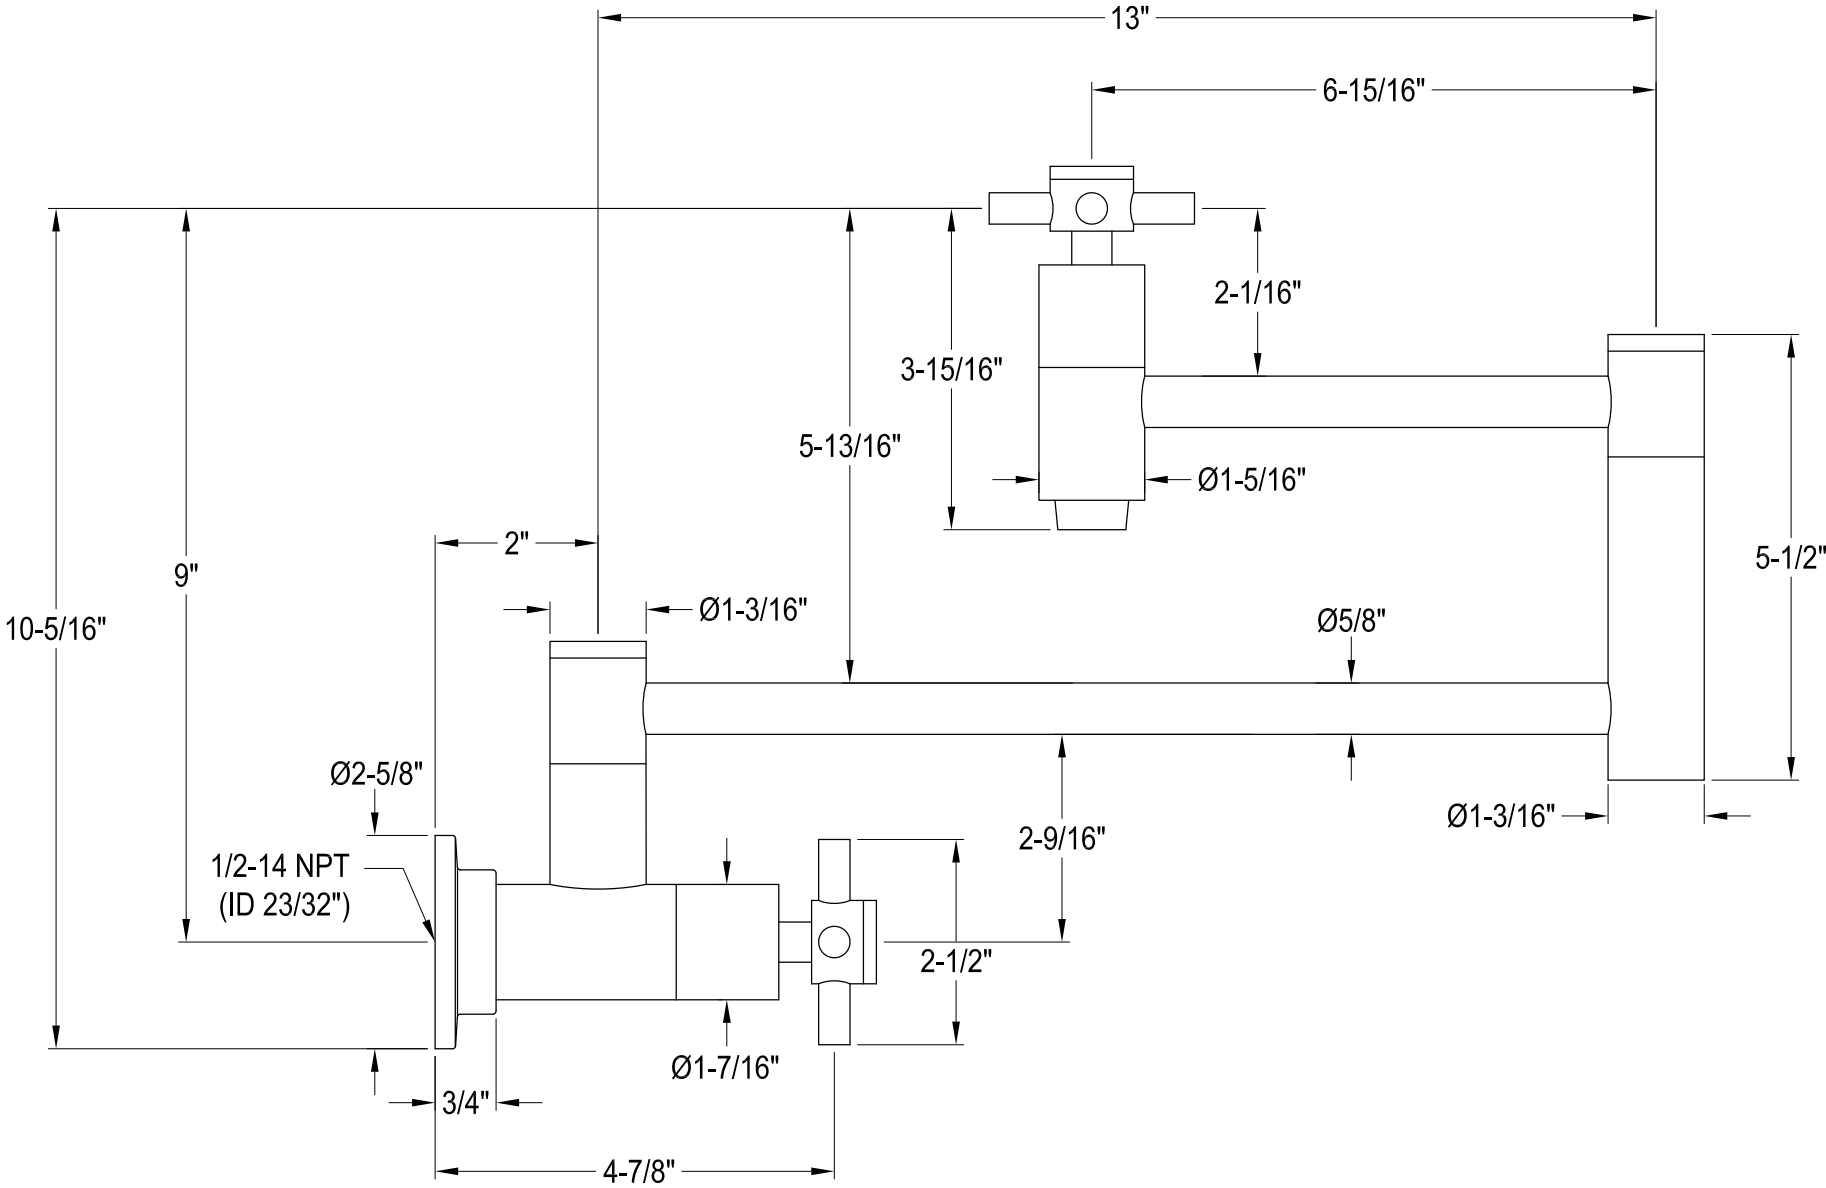 13"
6-15/16"
2-1/16"
3-15/16"
5-13/16"
Ø1-5/16"
2"
5-1/2"
9"
Ø1-3/16"
Ø5/8"
10-5/16"
Ø2-5/8"
Ø1-3/16"
2-9/16"
1/2-14 NPT
(ID 23/32")
2-1/2"
Ø1-7/16"
3/4"
4-7/8"